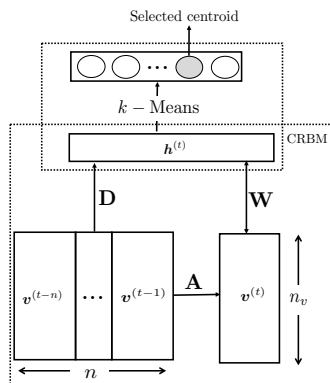 Selected centroid
...
k − Means
CRBM
h^{(t)}
D
W
v^{(t−n)} ... v^{(t−1)}
A
v^{(t)}
n_v
n